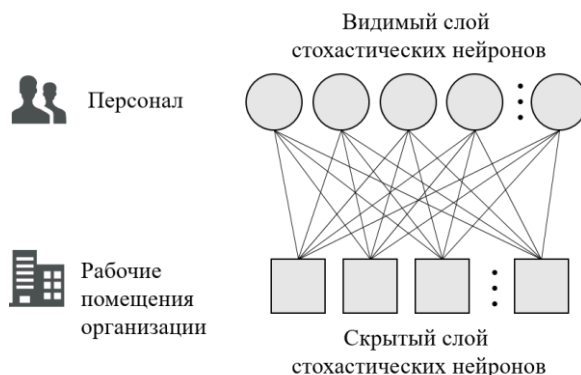 Видимый слой
стохастических нейронов
Персонал
Рабочие
помещения
организации
Скрытый слой
стохастических нейронов